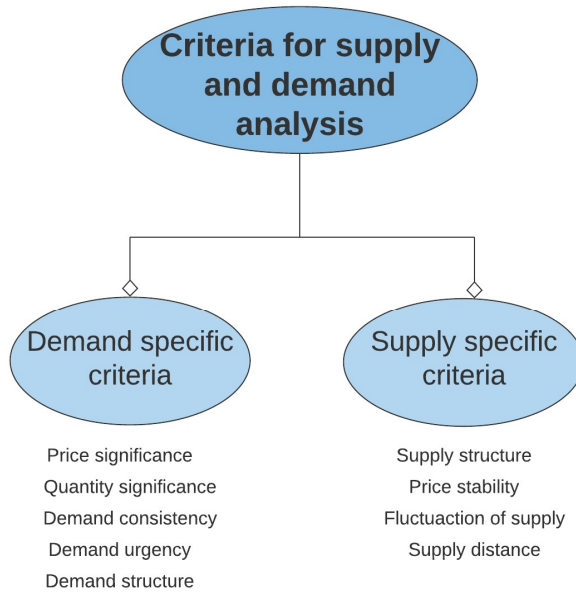 Criteria for supply
and demand
analysis
Demand specific
criteria
Supply specific
criteria
Price significance
Quantity significance
Demand consistency
Demand urgency
Demand structure
Supply structure
Price stability
Fluctuaction of supply
Supply distance